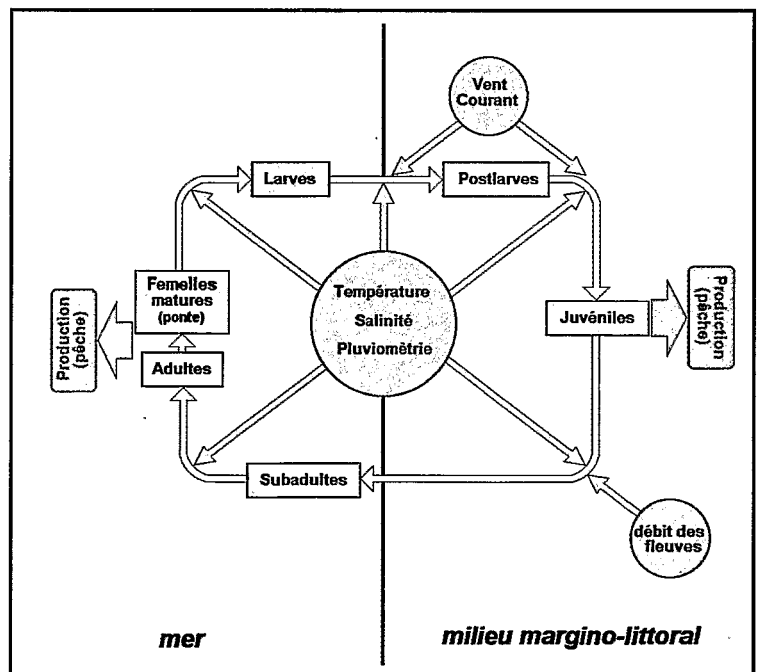 Vent
Courant
Larves
Postlarves
Femelles
matures
(ponte)
Production
(pêche)
Température
Salinité
Pluviomêtrie
Juvéniles
Production
(pêche)
Adultes
Subadultes
débit des
fleuves
mer
milieu margino-littoral